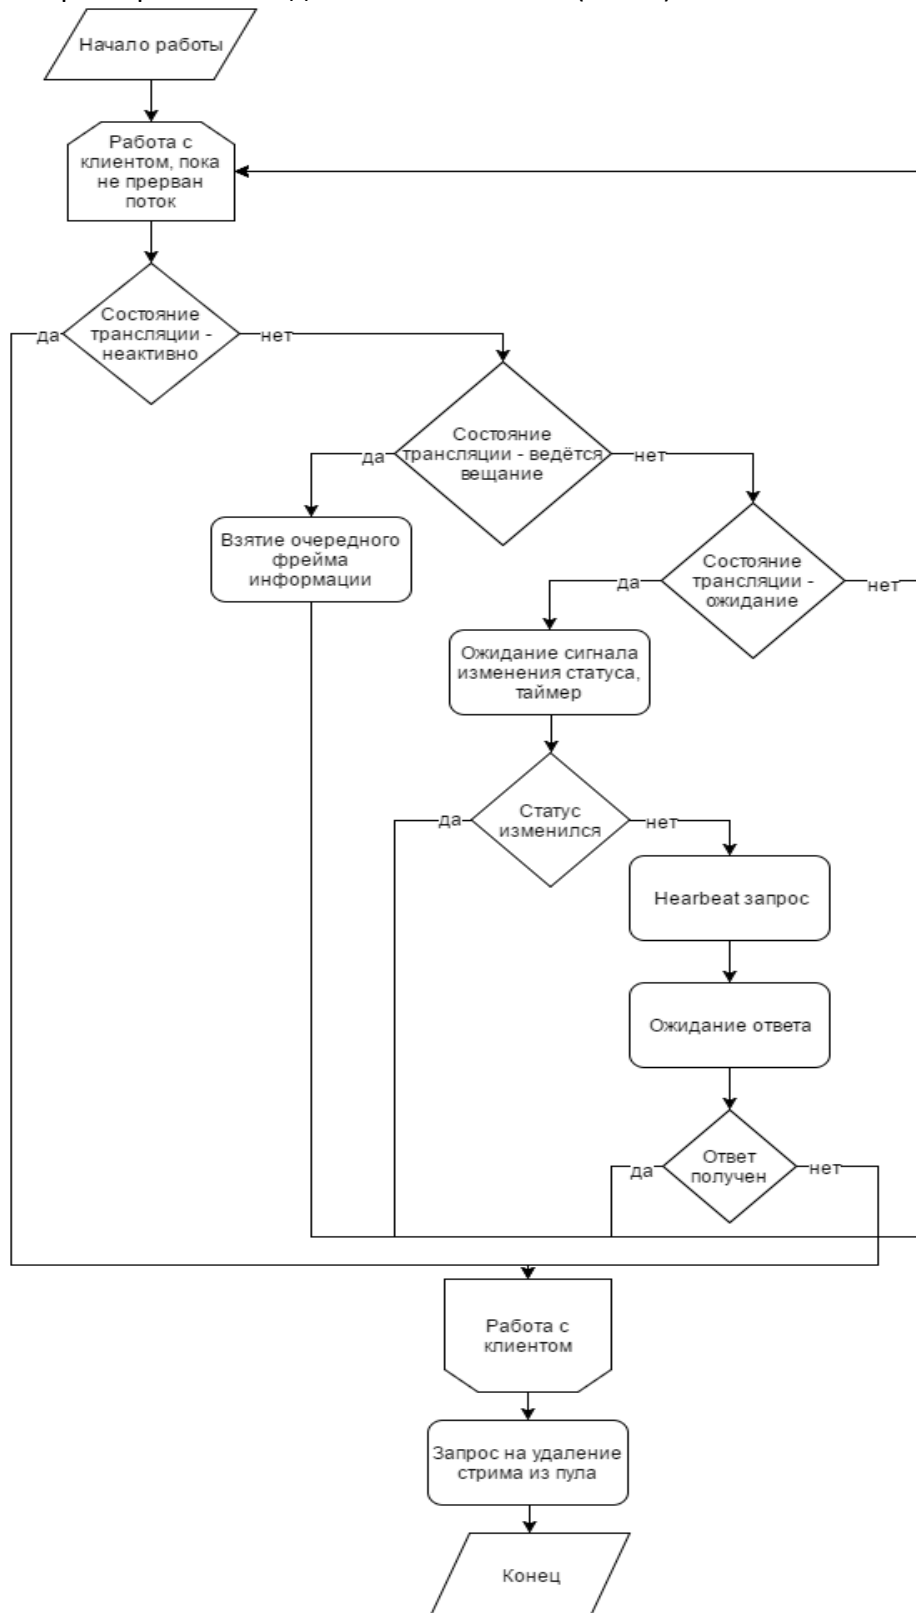 Начало работы
Работа с
клиентом, пока
не прерван
поток
Состояние
трансляции -
неактивно
да
нет
Состояние
трансляции - ведётся
вещание
да
нет
Взятие очередного
фрейма
информации
Состояние
трансляции -
ожидание
да
нет
Ожидание сигнала
изменения статуса,
таймер
Статус
изменился
да
нет
Hearbeat запрос
Ожидание ответа
Ответ
получен
да
нет
Работа с
клиентом
Запрос на удаление
стрима из пула
Конец